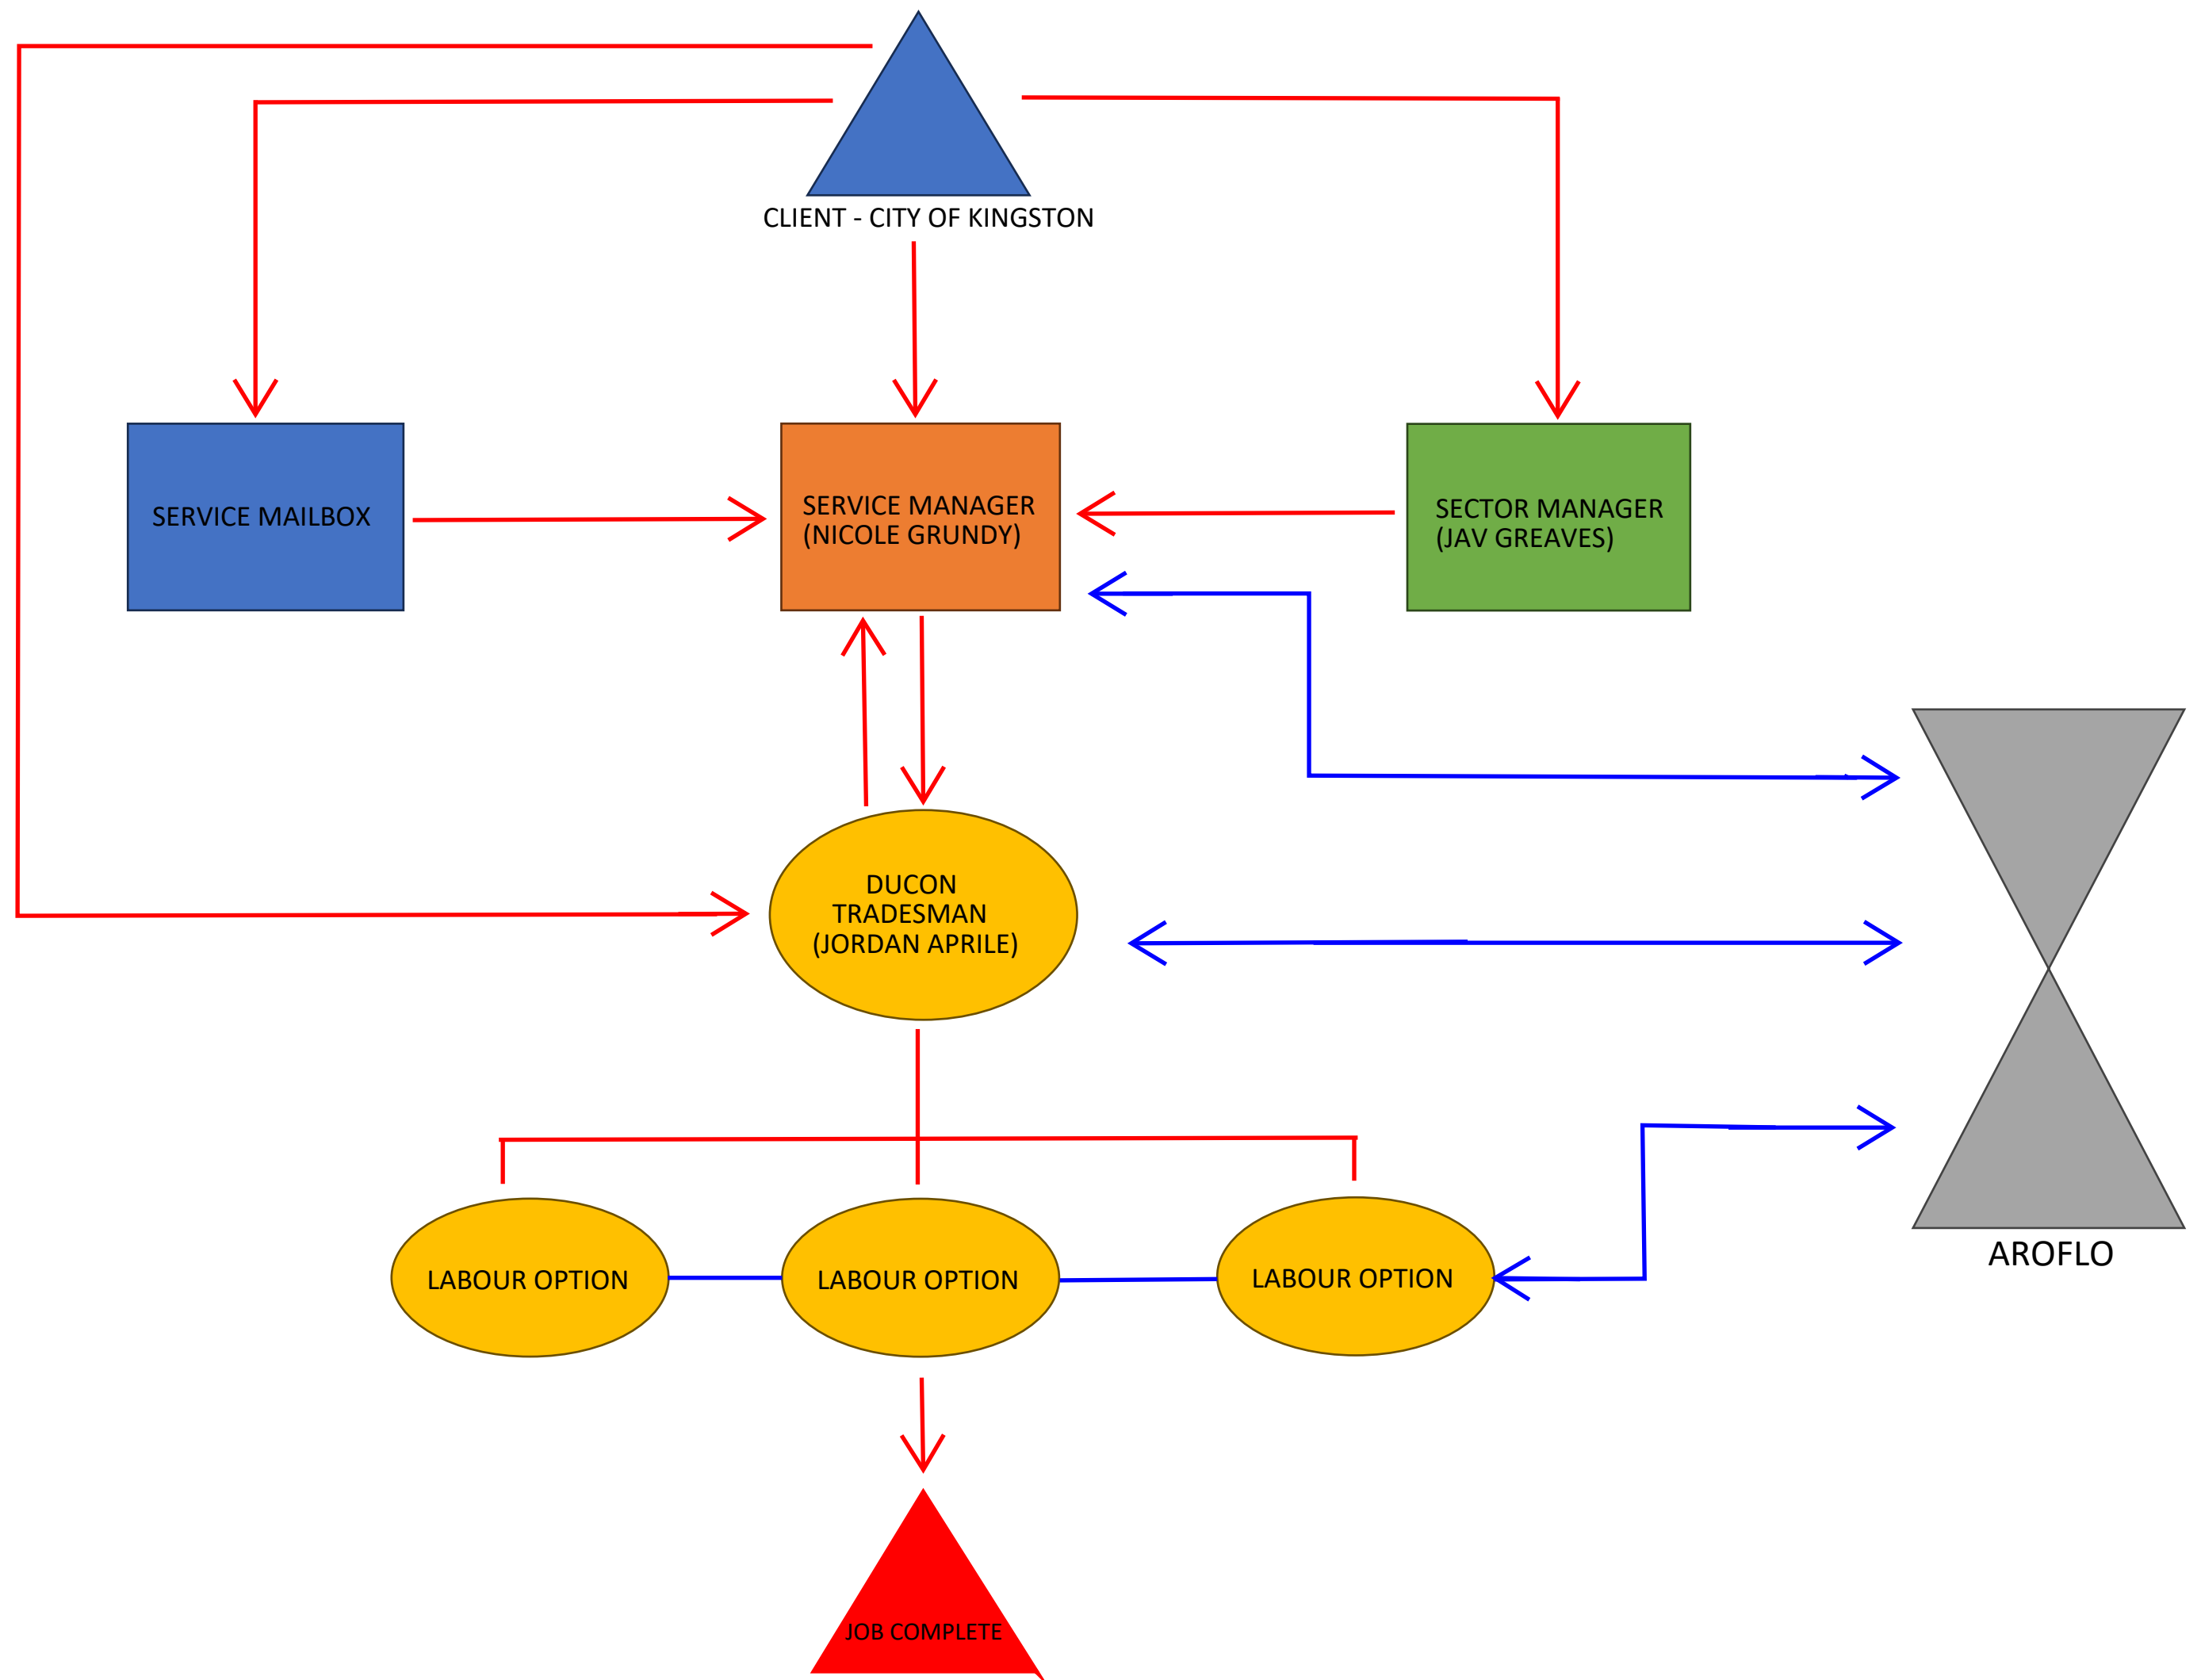 CLIENT - CITY OF KINGSTON
SERVICE MAILBOX
SERVICE MANAGER
(NICOLE GRUNDY)
SECTOR MANAGER
(JAV GREAVES)
DUCON
TRADESMAN
(JORDAN APRILE)
LABOUR OPTION
LABOUR OPTION
LABOUR OPTION
AROFLO
JOB COMPLETE